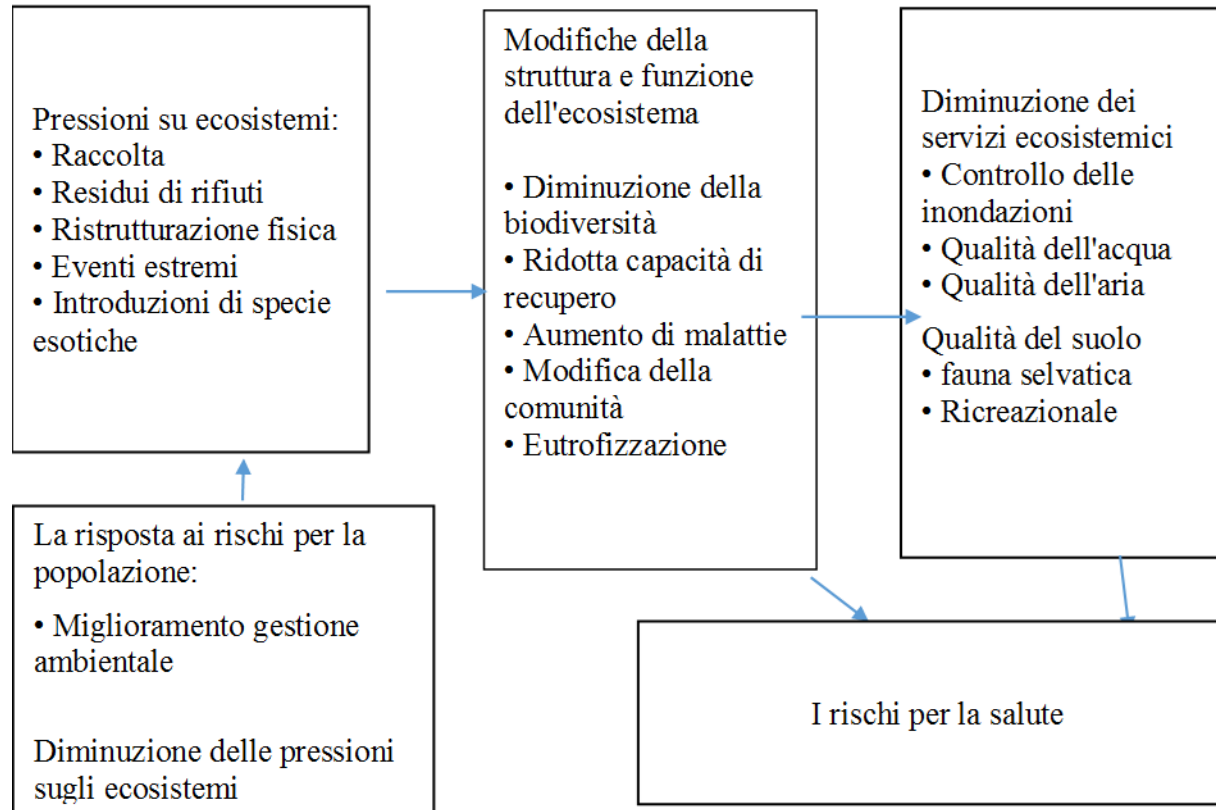 Pressioni su ecosistemi:
• Raccolta
• Residui di rifiuti
• Ristrutturazione fisica
• Eventi estremi
• Introduzioni di specie
esotiche
Modifiche della
struttura e funzione
dell'ecosistema
• Diminuzione della
biodiversità
• Ridotta capacità di
recupero
• Aumento di malattie
• Modifica della
comunità
• Eutrofizzazione
Diminuzione dei
servizi ecosistemici
• Controllo delle
inondazioni
• Qualità dell'acqua
• Qualità dell'aria
Qualità del suolo
• fauna selvatica
• Ricreazionale
La risposta ai rischi per la
popolazione:
• Miglioramento gestione
ambientale
Diminuzione delle pressioni
sugli ecosistemi
I rischi per la salute